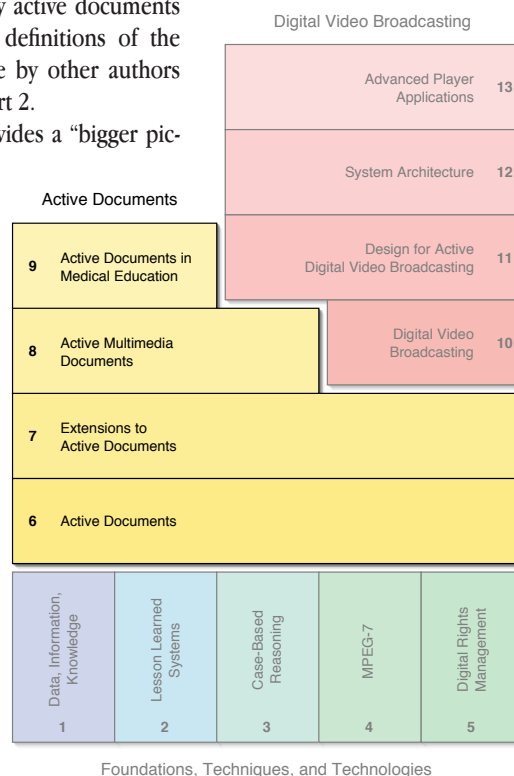 y active documents
definitions of the
e by other authors
rt 2.
vides a “bigger pic-
Digital Video Broadcasting
Advanced Player
Applications
13
System Architecture
12
Design for Active
Digital Video Broadcasting
11
Digital Video
Broadcasting
10
Active Documents
9
Active Documents in
Medical Education
8
Active Multimedia
Documents
7
Extensions to
Active Documents
6
Active Documents
Data, Information,
Knowledge
1
Lesson Learned
Systems
2
Case-Based
Reasoning
3
MPEG-7
4
Digital Rights
Management
5
Foundations, Techniques, and Technologies